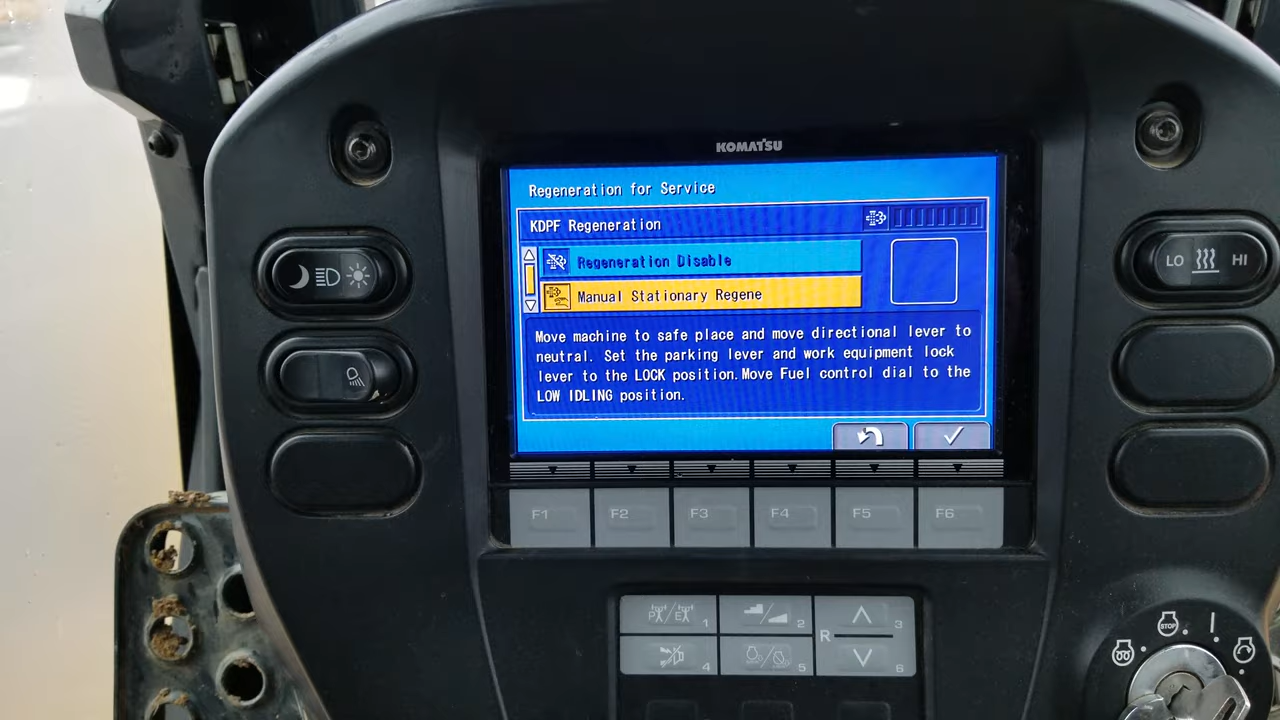 KOMATSU
Regeneration for Service
KDPF Regeneration
Regeneration Disable
Manual Stationary Regene
Move machine to safe place and move directional lever to
neutral. Set the parking lever and work equipment lock
lever to the LOCK position.Move Fuel control dial to the
LOW IDLING position.
LO HI
F1 F2 F3 F4 F5 F6
P/E 1
2
3
R
4
5
6
STOP